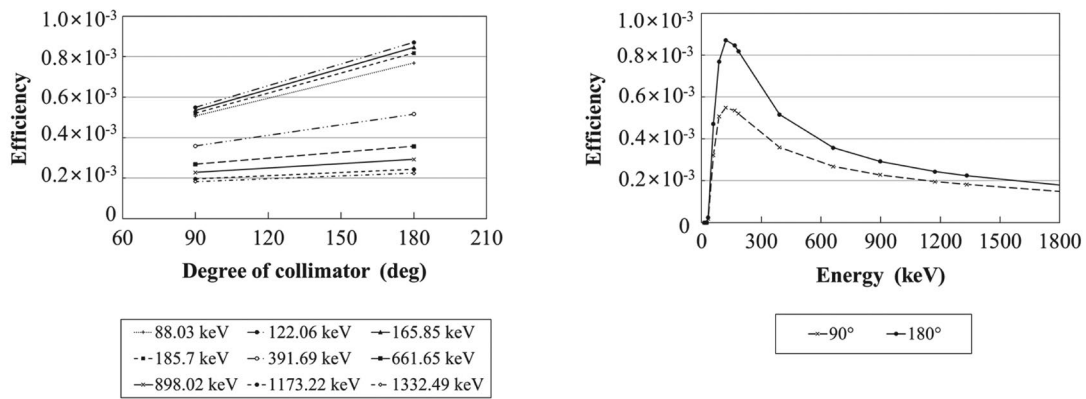 1.0×10-3
0.8×10-3
0.6×10-3
0.4×10-3
0.2×10-3
0
Efficiency
60
90
120
150
180
210
Degree of collimator (deg)
88.03 keV
122.06 keV
165.85 keV
185.7 keV
391.69 keV
661.65 keV
898.02 keV
1173.22 keV
1332.49 keV
1.0×10-3
0.8×10-3
0.6×10-3
0.4×10-3
0.2×10-3
0
Efficiency
0
300
600
900
1200
1500
1800
Energy (keV)
90°
180°